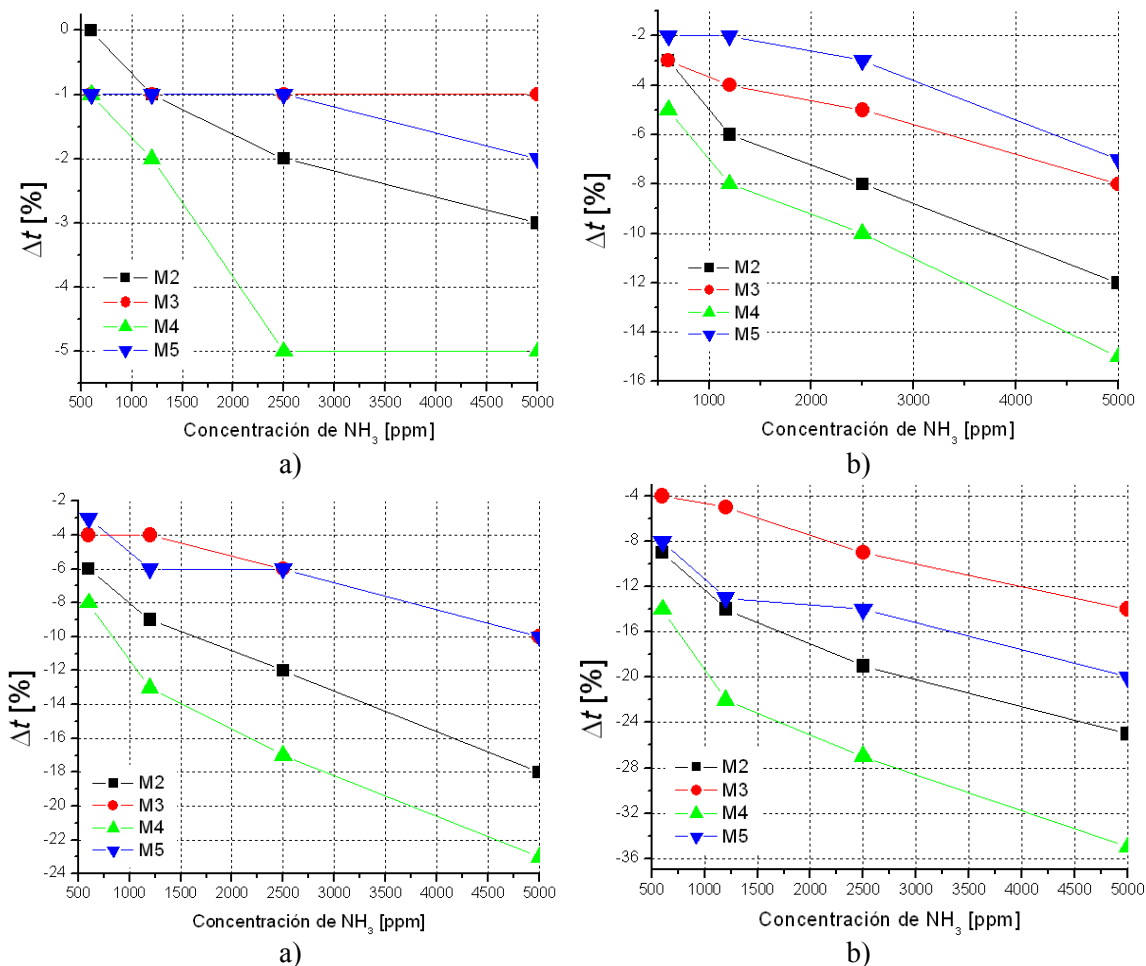 0
-1
-2
-3
-4
-5
Δt [%]
M2
M3
M4
M5
500 1000 1500 2000 2500 3000 3500 4000 4500 5000
Concentración de NH3 [ppm]
a)
-2
-4
-6
-8
-10
-12
-14
-16
Δt [%]
M2
M3
M4
M5
1000 2000 3000 4000 5000
Concentración de NH3 [ppm]
b)
-2
-4
-6
-8
-10
-12
-14
-16
-18
-20
-22
-24
Δt [%]
M2
M3
M4
M5
500 1000 1500 2000 2500 3000 3500 4000 4500 5000
Concentración de NH3 [ppm]
a)
-4
-8
-12
-16
-20
-24
-28
-32
-36
Δt [%]
M2
M3
M4
M5
500 1000 1500 2000 2500 3000 3500 4000 4500 5000
Concentración de NH3 [ppm]
b)